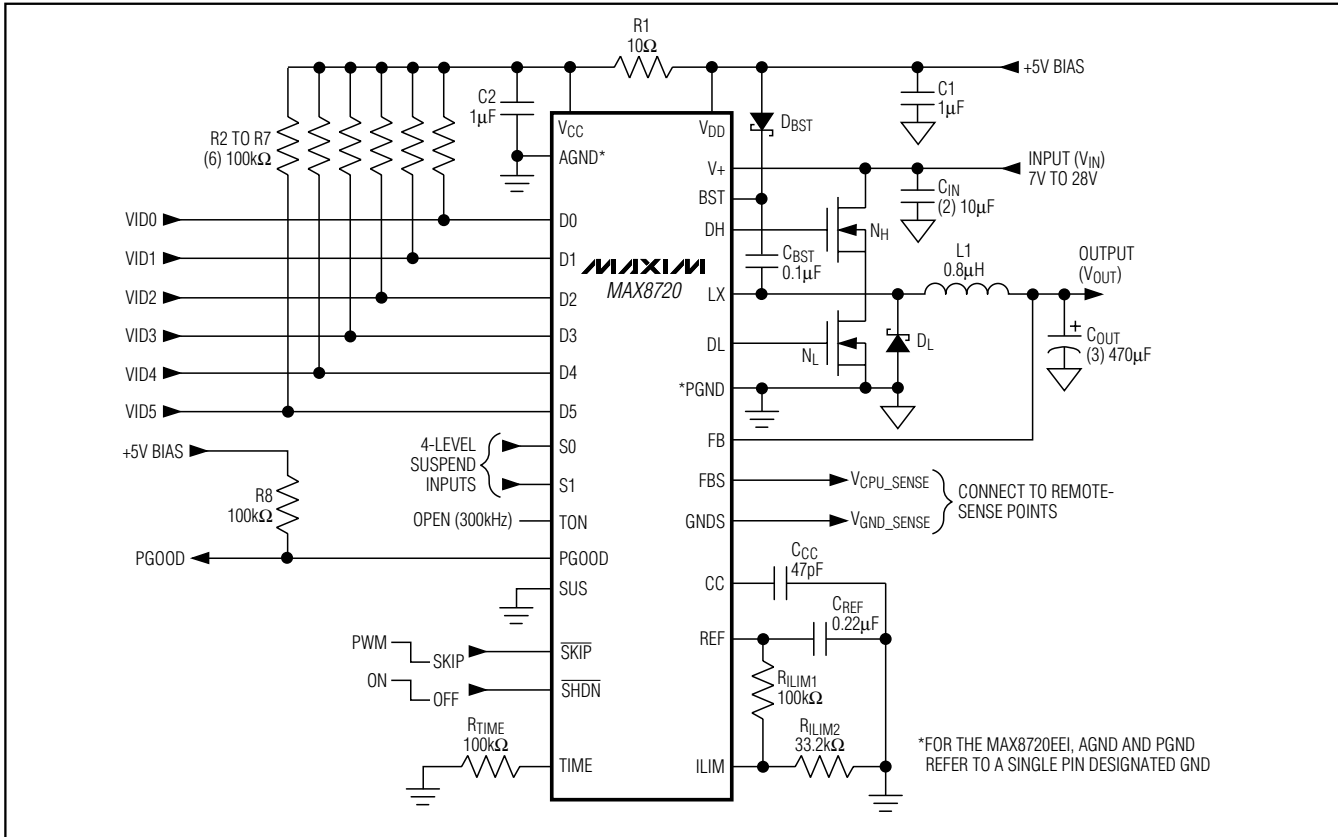 R1
10Ω
+5V BIAS
C2
1µF
C1
1µF
R2 TO R7
(6) 100kΩ
VCC
VDD
DBST
AGND*
V+
INPUT (VIN)
7V TO 28V
BST
CIN
(2) 10µF
VID0
D0
DH
NH
VID1
D1
MAXIM
MAX8720
CBST
0.1µF
L1
0.8µH
OUTPUT
(VOUT)
VID2
D2
LX
VID3
D3
DL
NL
DL
COUT
(3) 470µF
VID4
D4
*PGND
VID5
D5
FB
+5V BIAS
4-LEVEL
SUSPEND
INPUTS
S0
S1
FBS
VCPU_SENSE
GNDS
VGND_SENSE
CONNECT TO REMOTE-
SENSE POINTS
R8
100kΩ
OPEN (300kHz)
TON
PGOOD
PGOOD
CCC
47pF
CC
SUS
CREF
0.22µF
REF
PWM
SKIP
SKIP
ON
OFF
SHDN
RILIM1
100kΩ
RTIME
100kΩ
TIME
RILIM2
33.2kΩ
ILIM
*FOR THE MAX8720EEI, AGND AND PGND
REFER TO A SINGLE PIN DESIGNATED GND